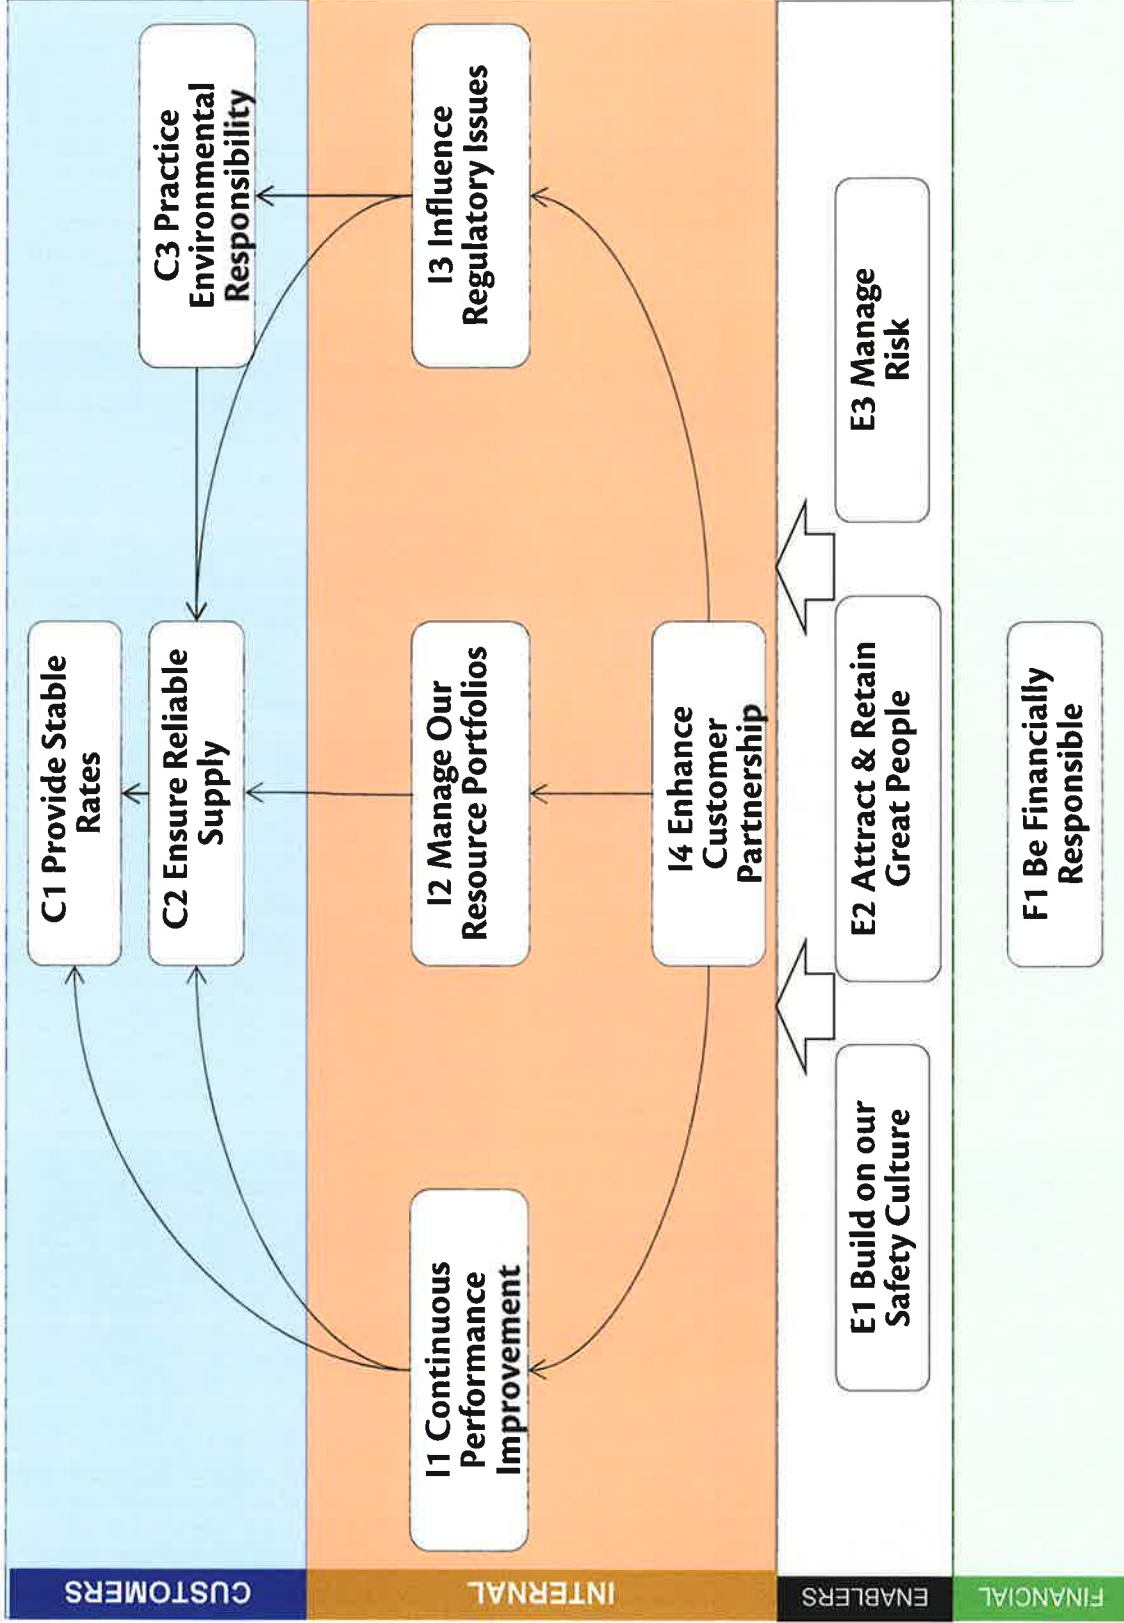 CUSTOMERS
C1 Provide Stable
Rates
C2 Ensure Reliable
Supply
C3 Practice
Environmental
Responsibility
INTERNAL
I1 Continuous
Performance
Improvement
I2 Manage Our
Resource Portfolios
I3 Influence
Regulatory Issues
I4 Enhance
Customer
Partnership
ENABLERS
E1 Build on our
Safety Culture
E2 Attract & Retain
Great People
E3 Manage
Risk
FINANCIAL
F1 Be Financially
Responsible